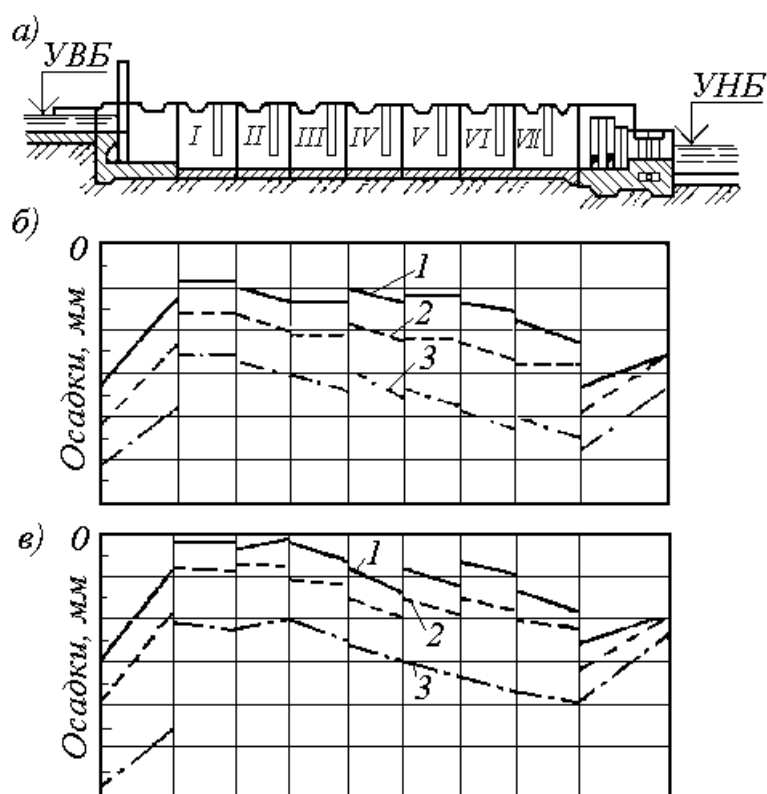 а)
УВБ
УНБ
I II III IV V VI VII
б)
0
Осадки, мм
1
2
3
в)
0
Осадки, мм
1
2
3